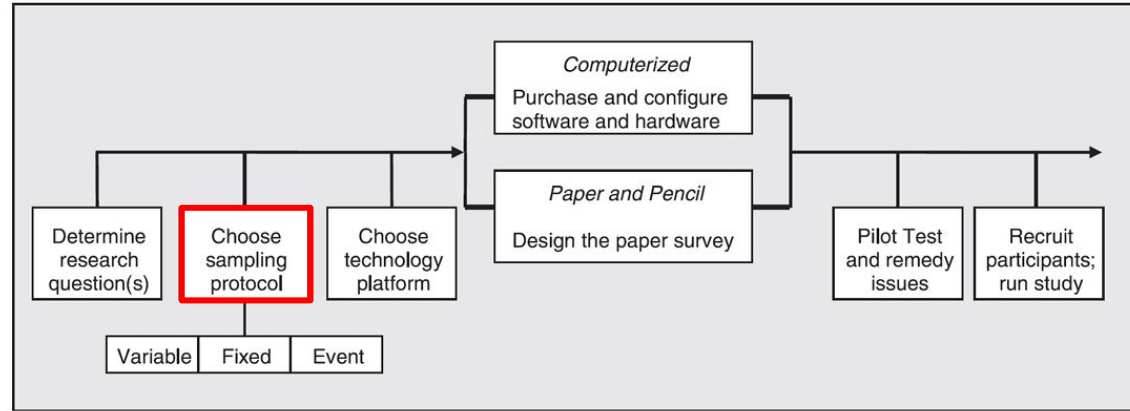 Computerized
Purchase and configure
software and hardware
Paper and Pencil
Design the paper survey
Determine
research
question(s)
Choose
sampling
protocol
Choose
technology
platform
Pilot Test
and remedy
issues
Recruit
participants;
run study
Variable
Fixed
Event